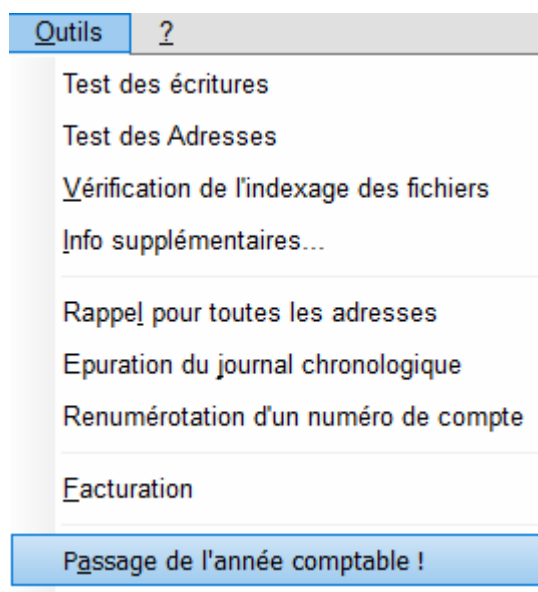 Outils ?
Test des écritures
Test des Adresses
Vérification de l'indexage des fichiers
Info supplémentaires...
Rappel pour toutes les adresses
Epuration du journal chronologique
Renumérotation d'un numéro de compte
Facturation
Passage de l'année comptable !